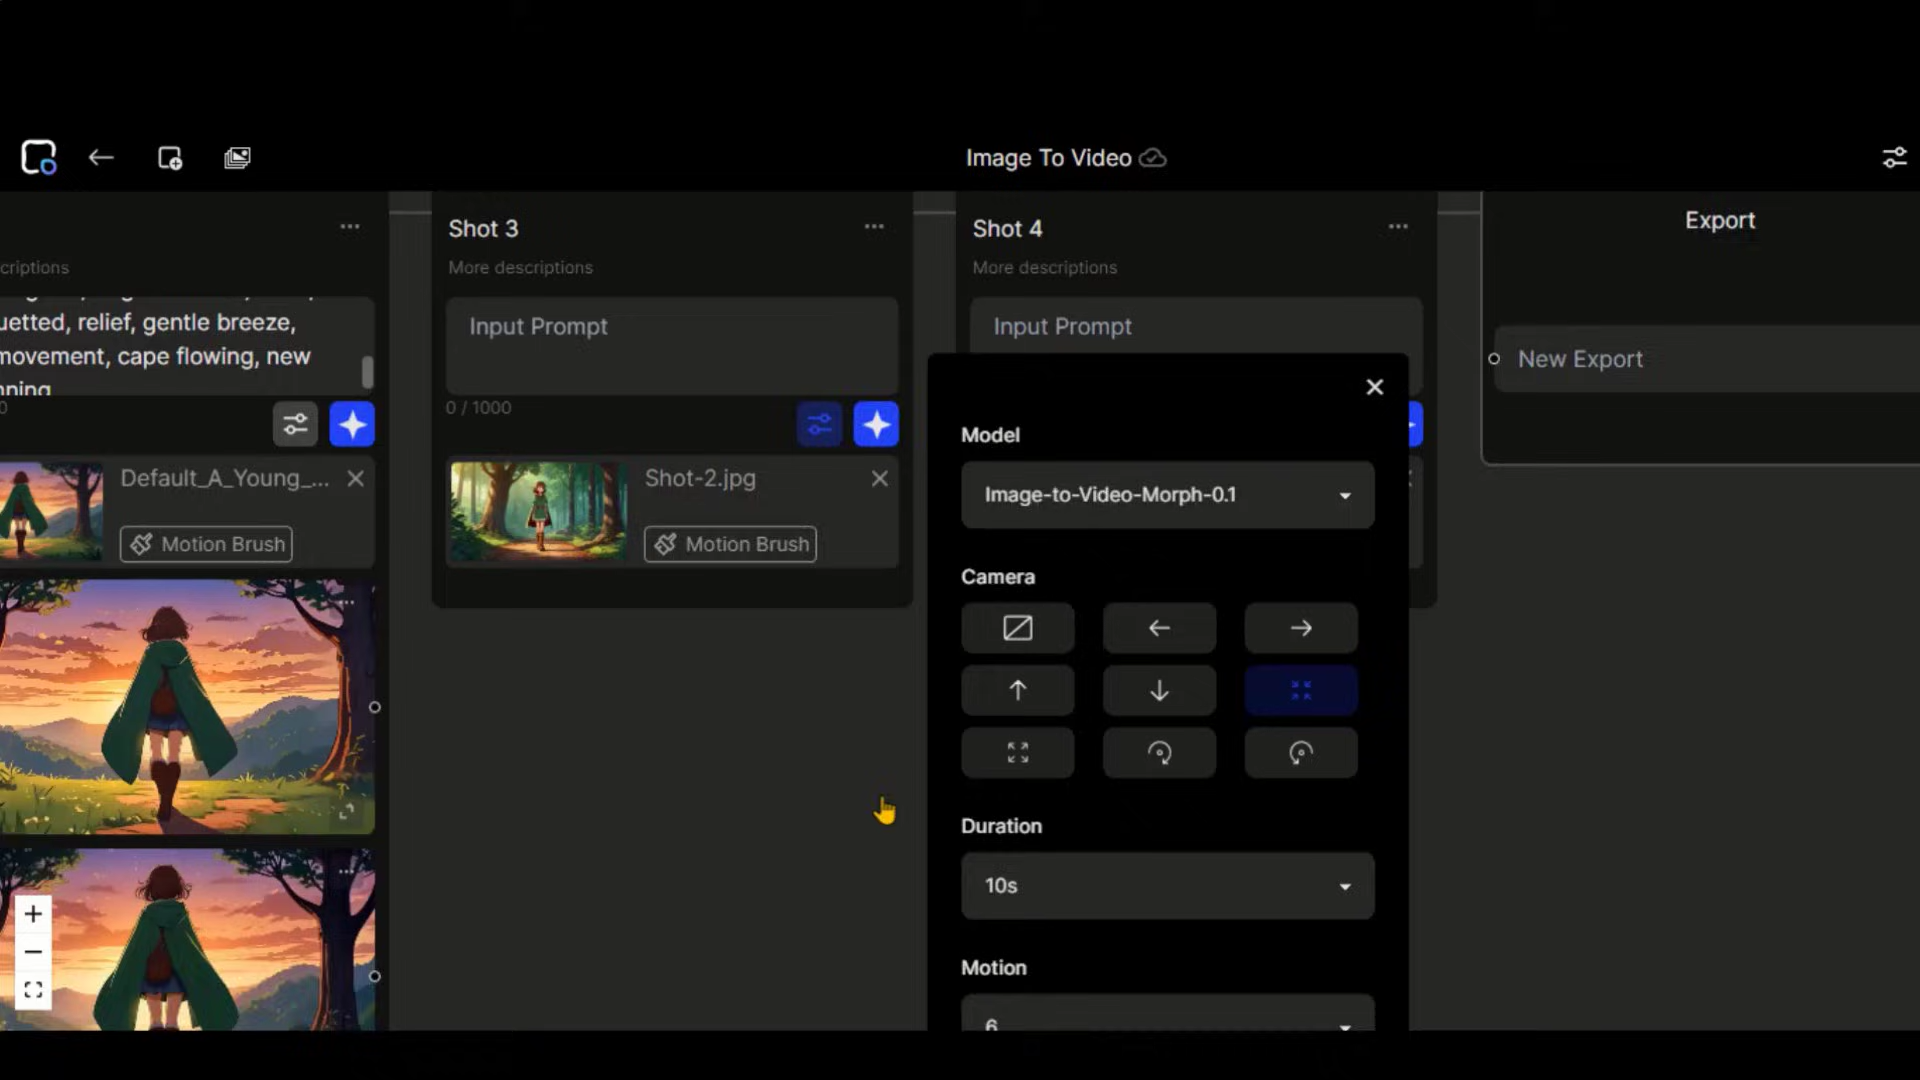 Image To Video
criptions
uetted, relief, gentle breeze,
movement, cape flowing, new
nning
0
Default_A_Young_...
Motion Brush
Shot 3
More descriptions
Input Prompt
0 / 1000
Shot-2.jpg
Motion Brush
Shot 4
More descriptions
Input Prompt
Model
Image-to-Video-Morph-0.1
Camera
Duration
10s
Motion
6
Export
New Export